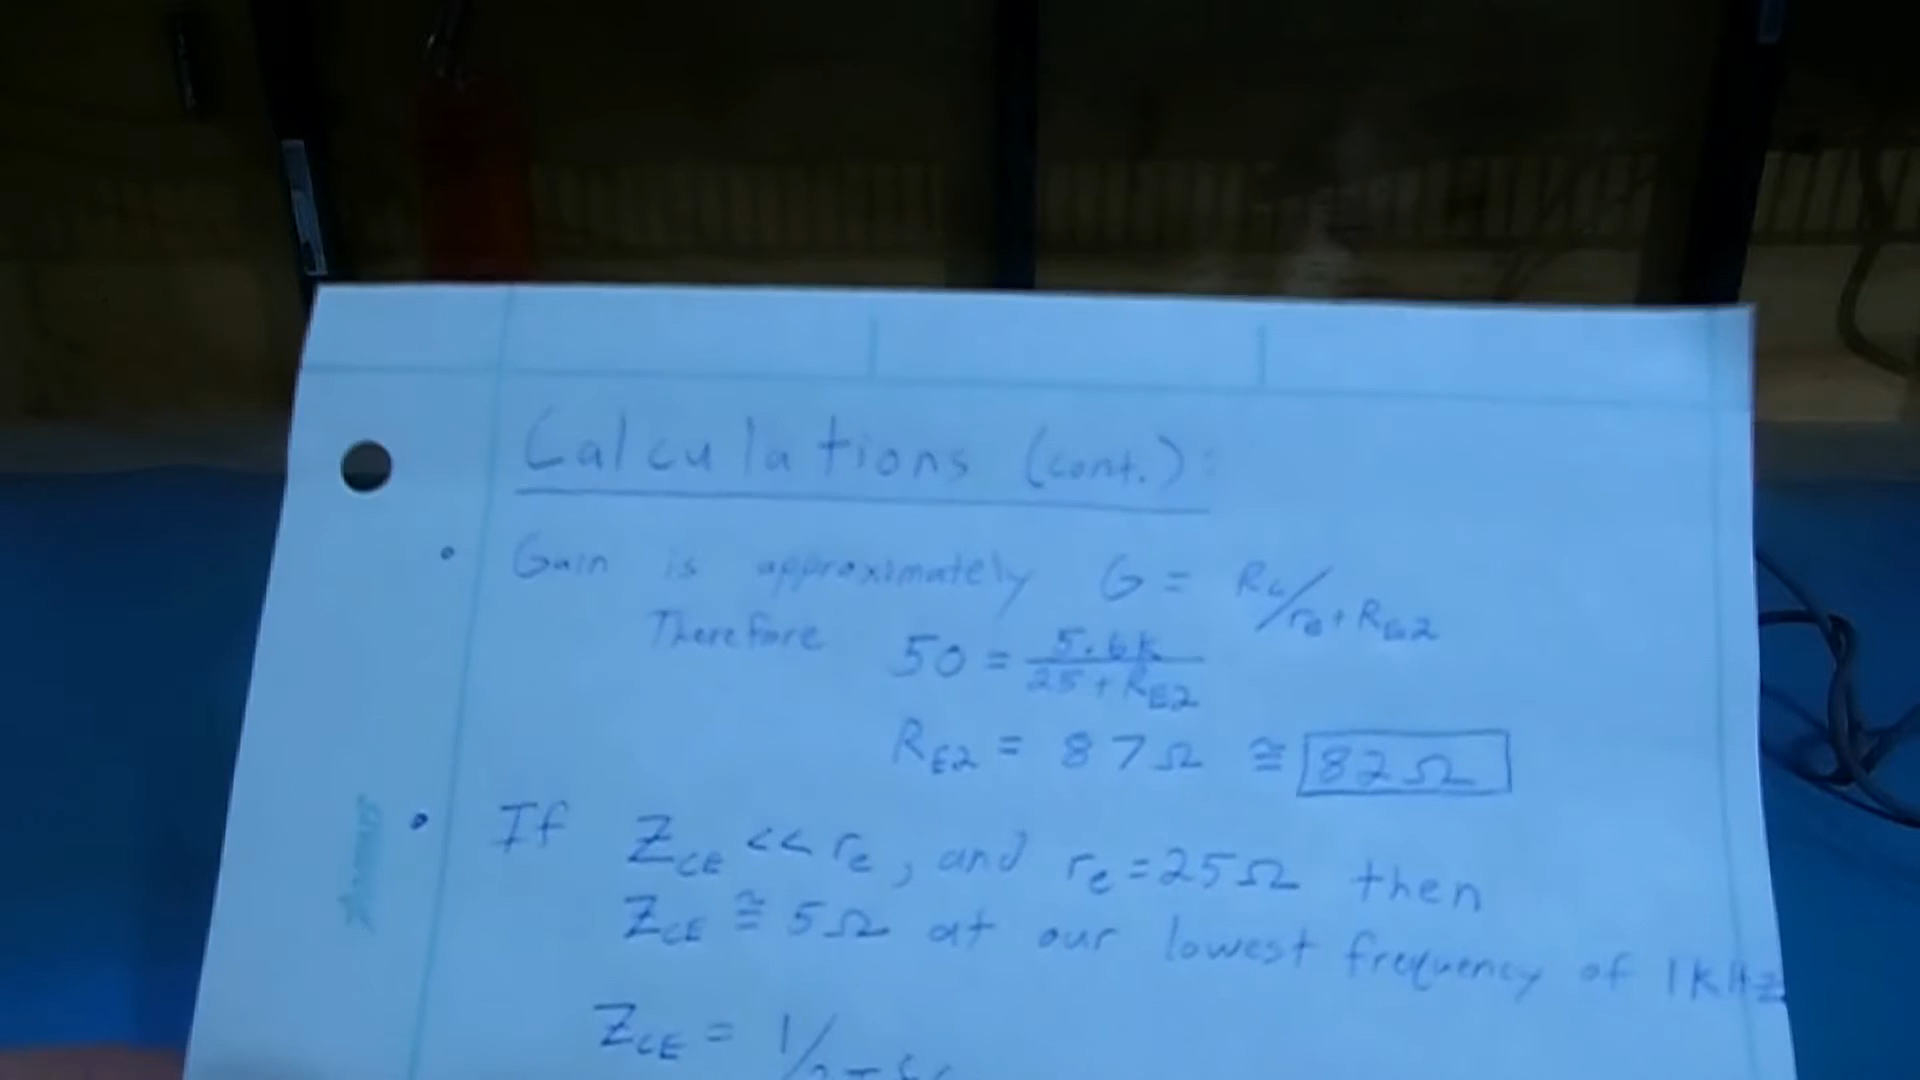 Calculations (cont.):
• Gain is approximately G = Rc/re + RE2
Therefore 50 = 5.6k / 25 + RE2
RE2 = 87Ω ≅ 82Ω
• If ZCE << re, and re = 25Ω then
ZCE ≅ 5Ω at our lowest frequency of 1kHz
ZCE = 1/